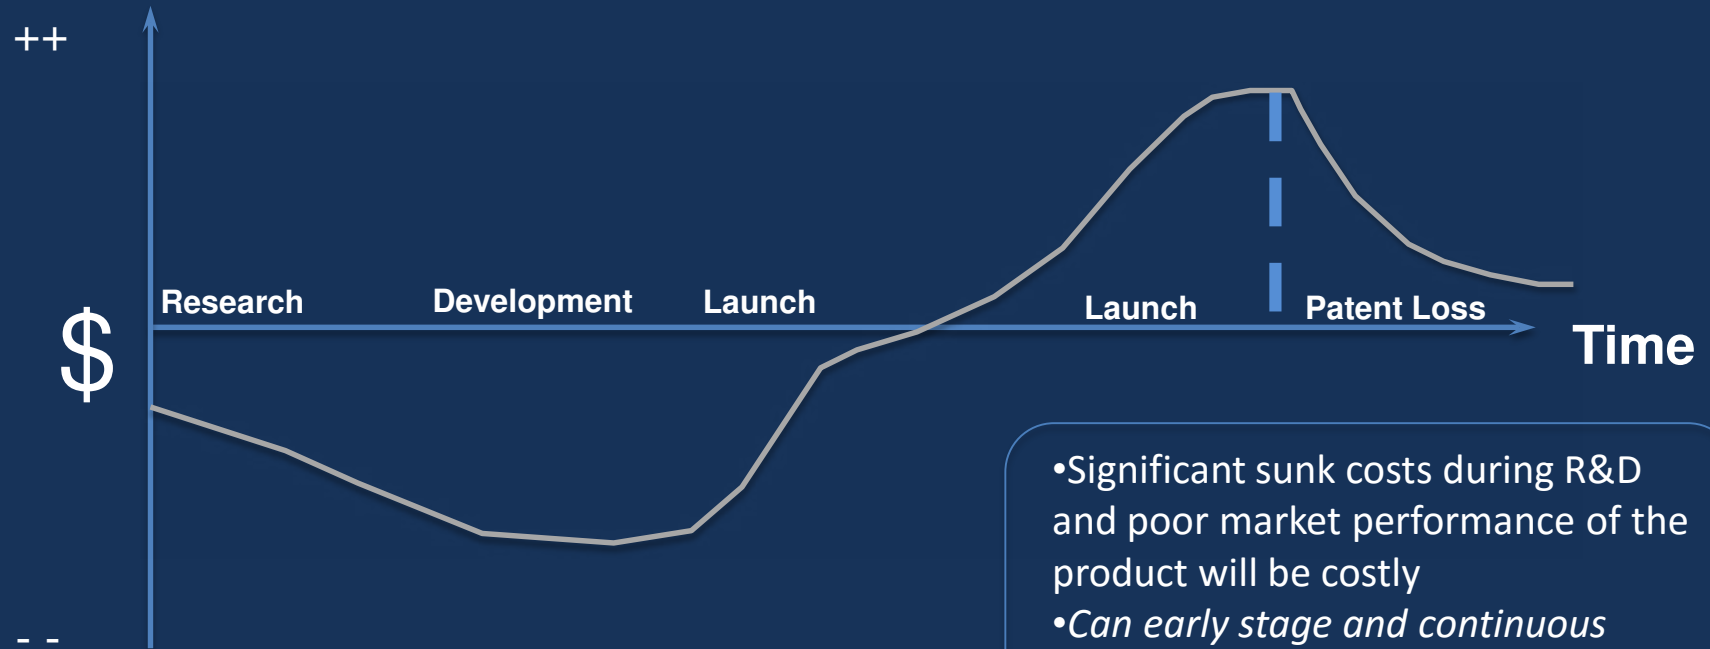 ++
Research
Development
Launch
Launch
Patent Loss
$
Time
•Significant sunk costs during R&D
and poor market performance of the
product will be costly
•Can early stage and continuous
- -